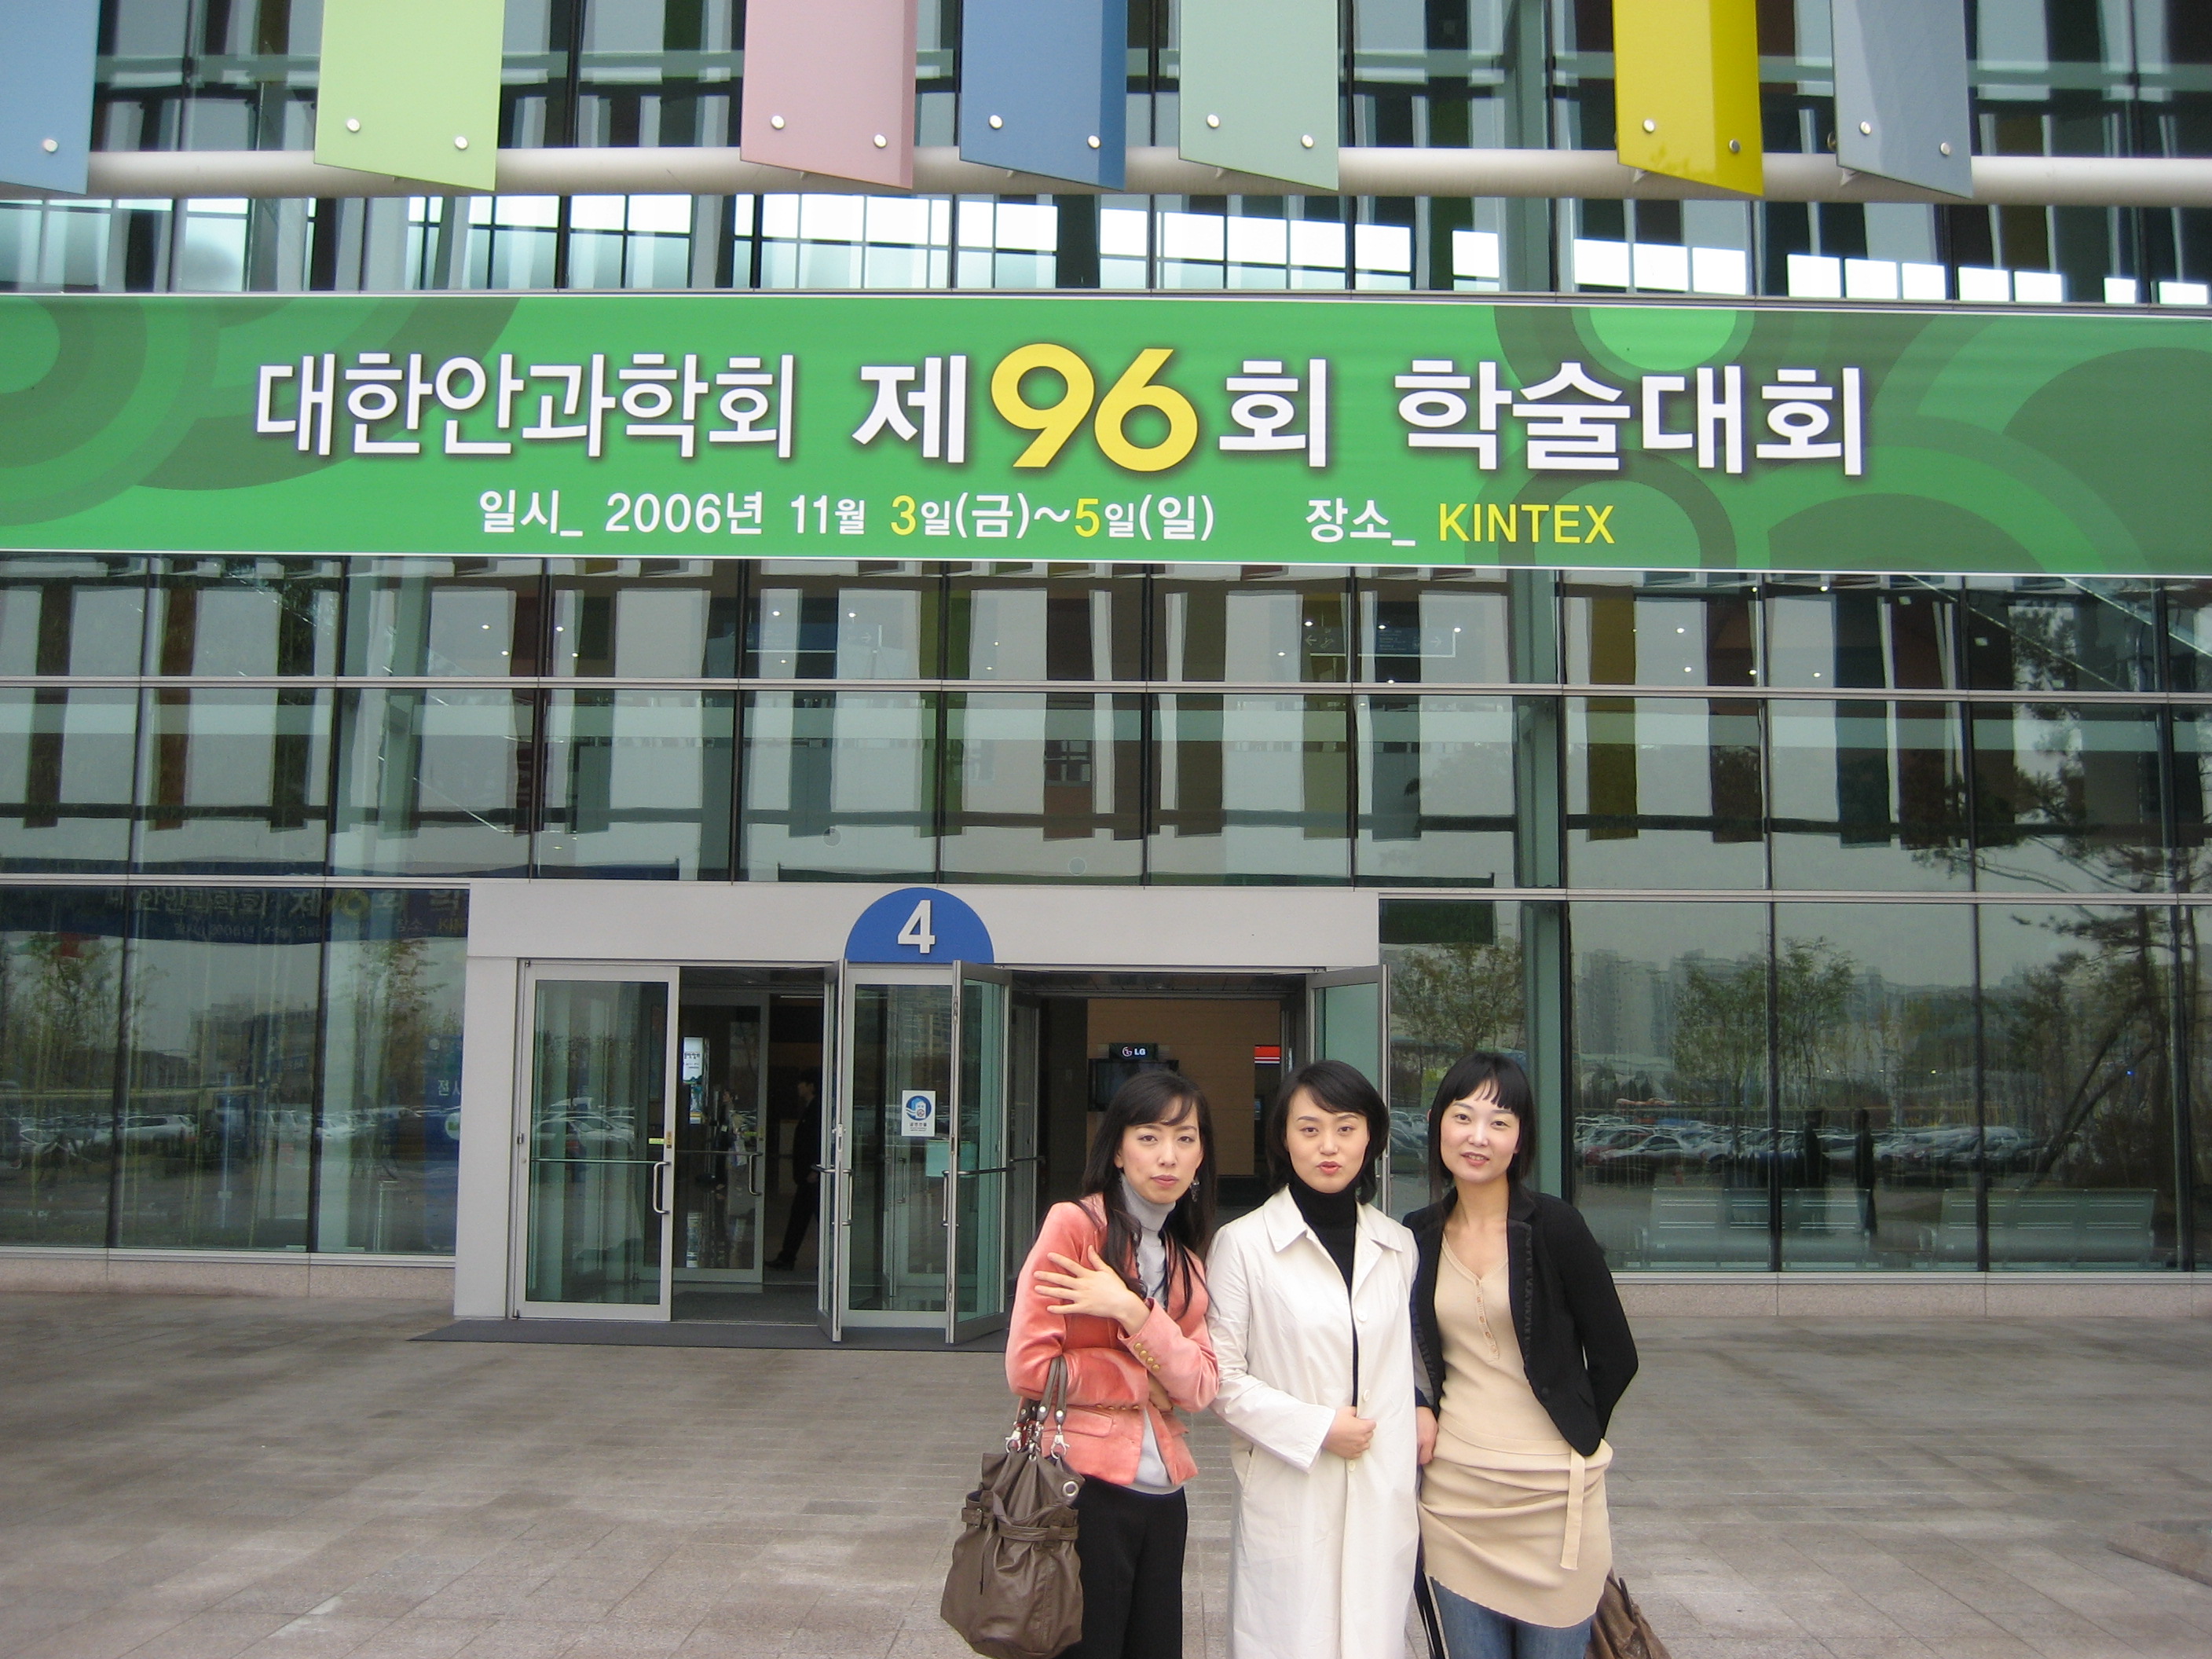 대한안과학회 제96회 학술대회
일시_ 2006년 11월 3일(금)~5일(일) 장소_ KINTEX
4
LG